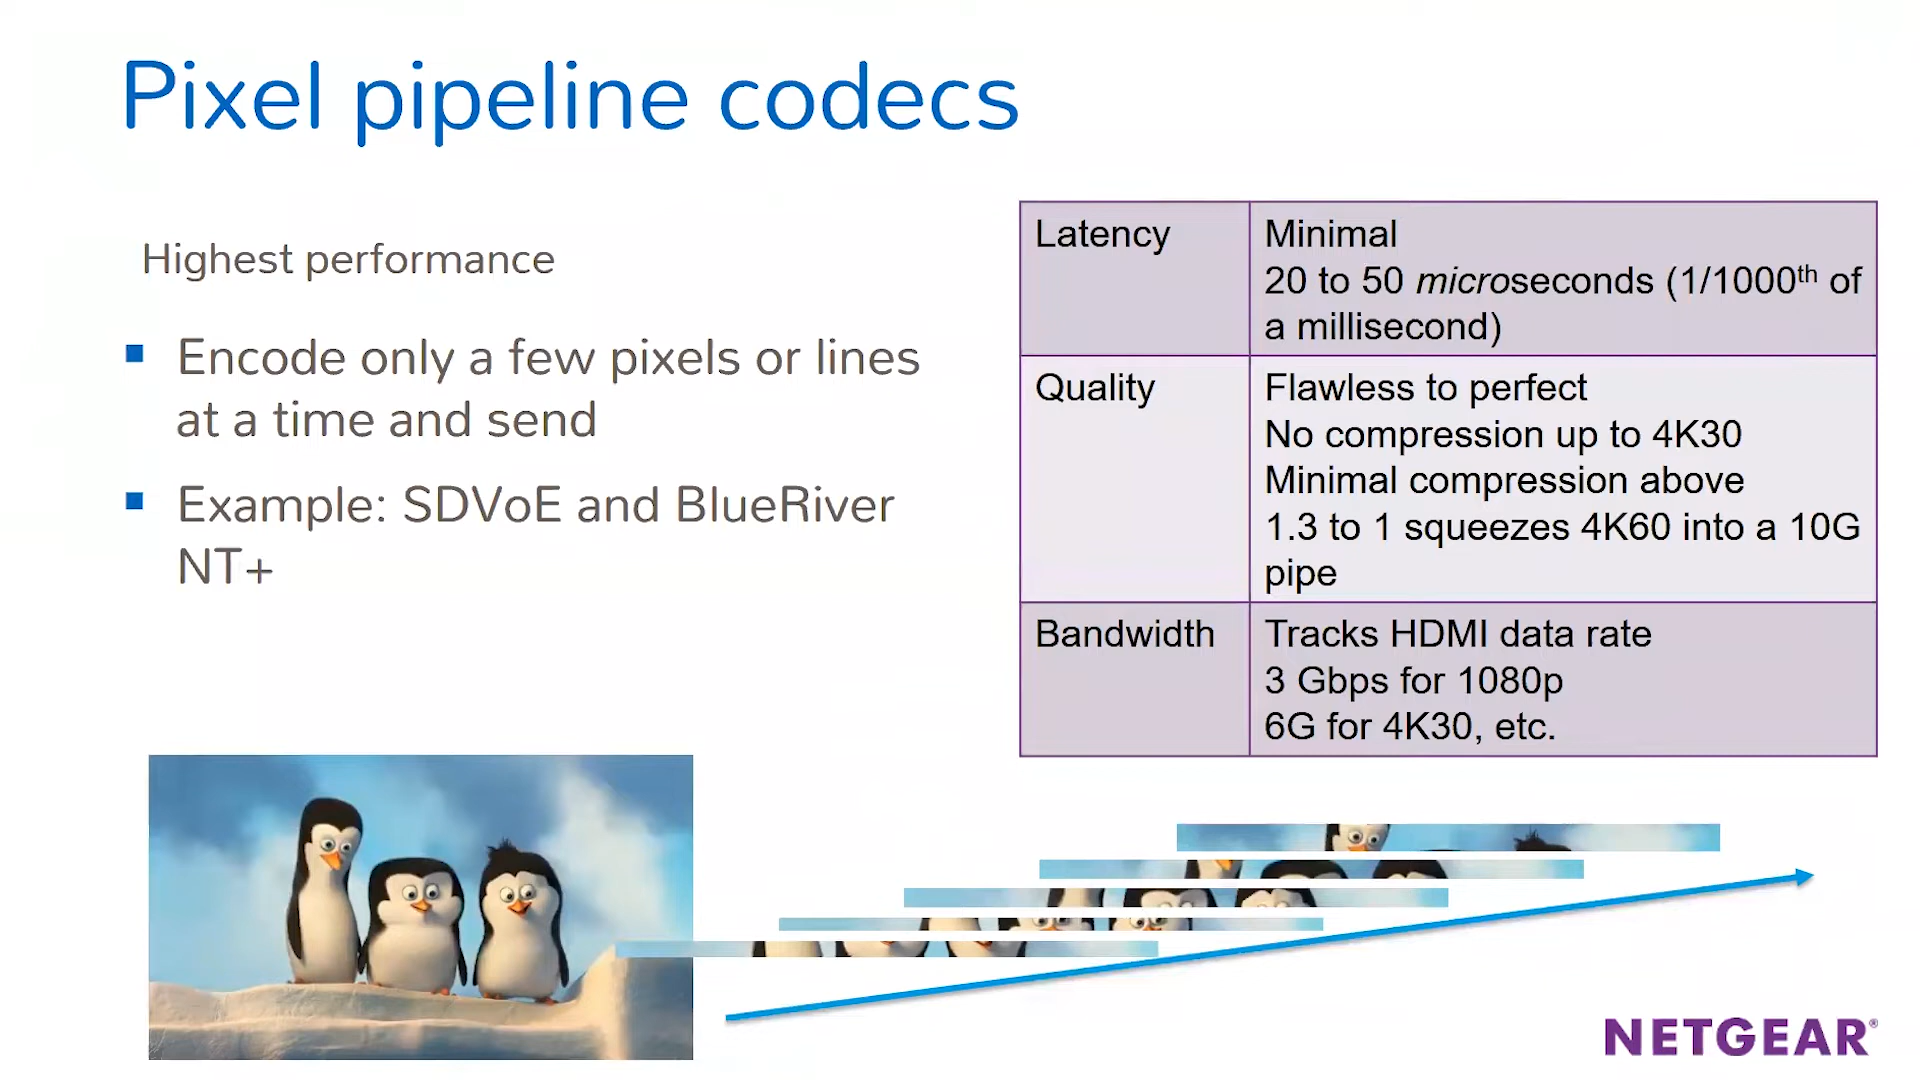 Pixel pipeline codecs
Highest performance
Encode only a few pixels or lines
at a time and send
Example: SDVoE and BlueRiver
NT+
Latency
Minimal
20 to 50 microseconds (1/1000th of
a millisecond)
Quality
Flawless to perfect
No compression up to 4K30
Minimal compression above
1.3 to 1 squeezes 4K60 into a 10G
pipe
Bandwidth
Tracks HDMI data rate
3 Gbps for 1080p
6G for 4K30, etc.
NETGEAR®